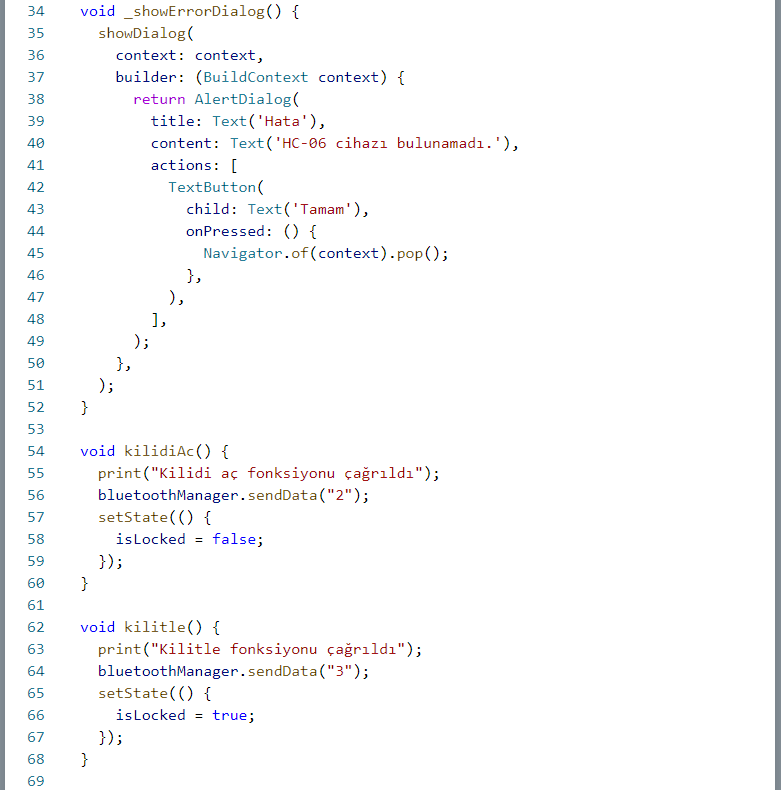 34 void _showErrorDialog() {
35 showDialog(
36 context: context,
37 builder: (BuildContext context) {
38 return AlertDialog(
39 title: Text('Hata'),
40 content: Text('HC-06 cihazı bulunamadı.'),
41 actions: [
42 TextButton(
43 child: Text('Tamam'),
44 onPressed: () {
45 Navigator.of(context).pop();
46 },
47 ),
48 ],
49 );
50 },
51 );
52 }
53
54 void kilidiAc() {
55 print("Kilidi aç fonksiyonu çağrıldı");
56 bluetoothManager.sendData("2");
57 setState(() {
58 isLocked = false;
59 });
60 }
61
62 void kilitle() {
63 print("Kilitle fonksiyonu çağrıldı");
64 bluetoothManager.sendData("3");
65 setState(() {
66 isLocked = true;
67 });
68 }
69